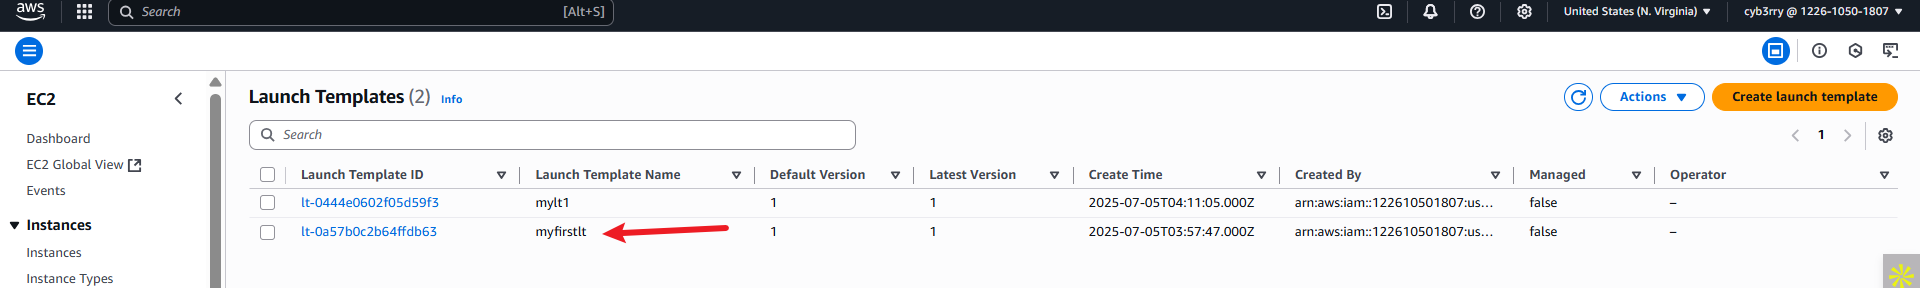 aws
Search [Alt+S] United States (N. Virginia) cyb3rry @ 1226-1050-1807
EC2
Dashboard
EC2 Global View
Events
Instances
Instances
Instance Types
Launch Templates (2) Info
Actions
Create launch template
Search
1
Launch Template ID Launch Template Name Default Version Latest Version Create Time Created By Managed Operator
lt-0444e0602f05d59f3 mylt1 1 1 2025-07-05T04:11:05.000Z arn:aws:iam::122610501807:us... false –
lt-0a57b0c2b64ffdb63 myfirstlt 1 1 2025-07-05T03:57:47.000Z arn:aws:iam::122610501807:us... false –